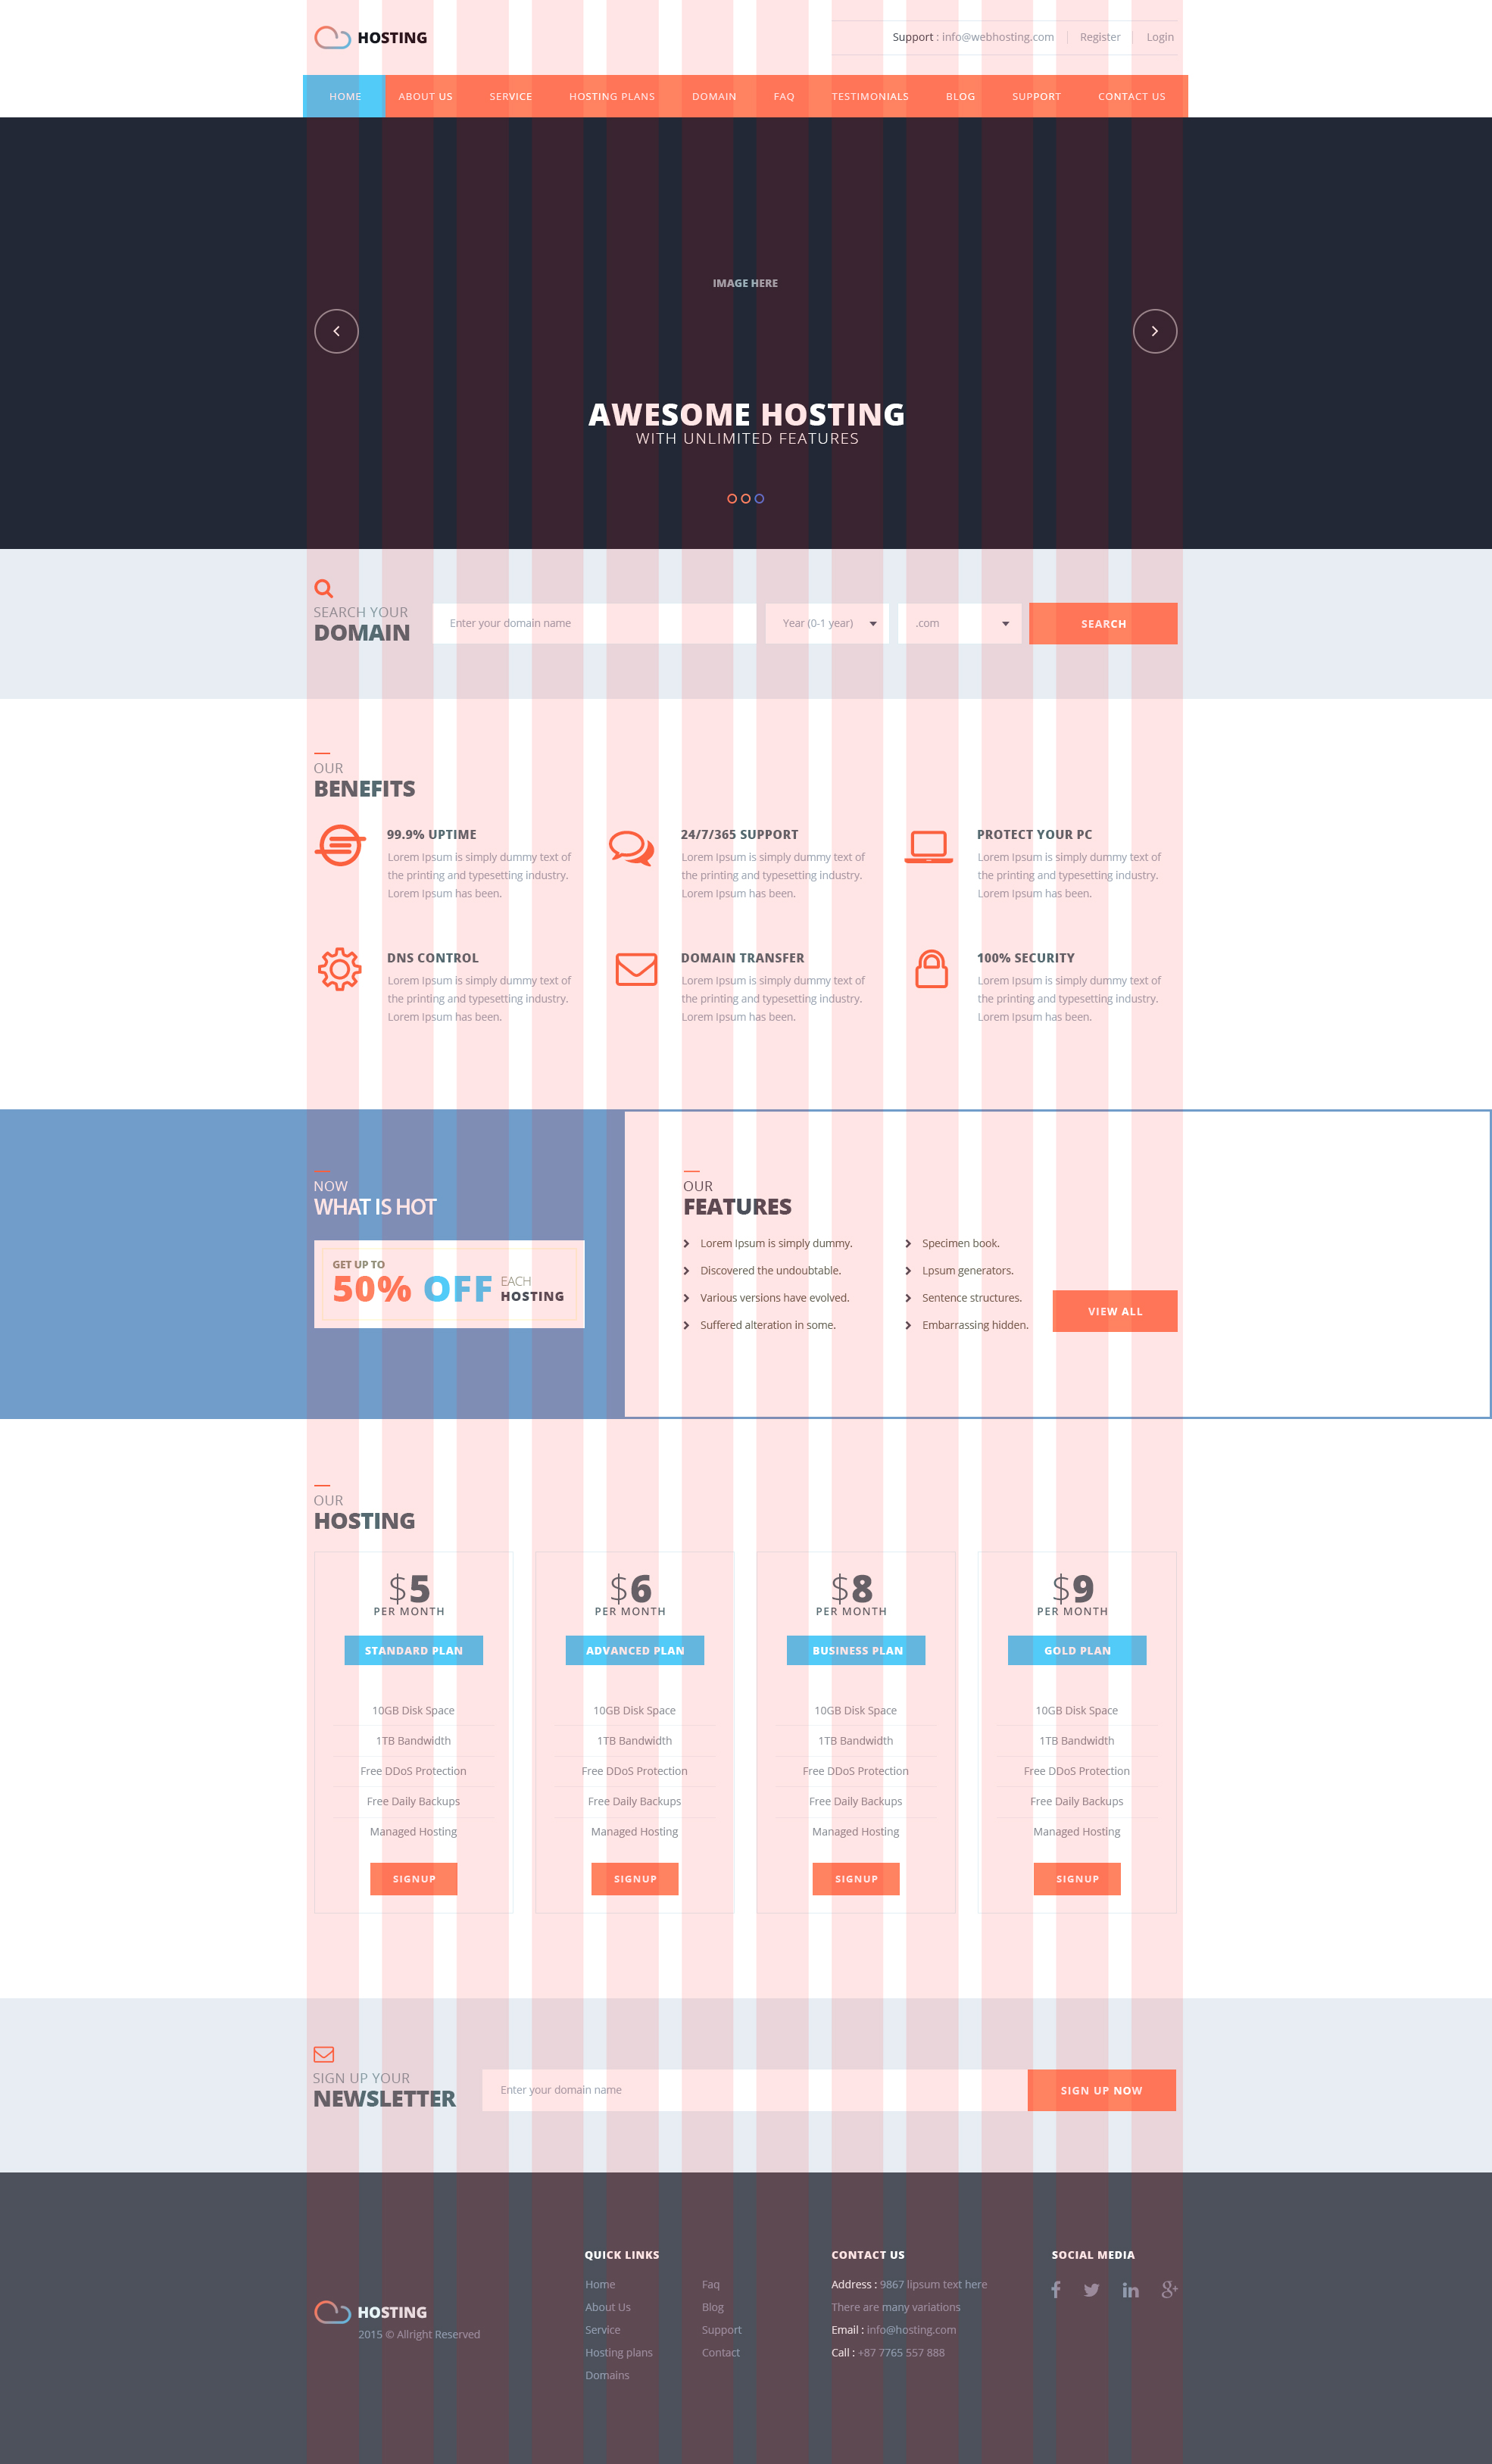 HOSTING
Support : info@webhosting.com Register Login
HOME ABOUT US SERVICE HOSTING PLANS DOMAIN FAQ TESTIMONIALS BLOG SUPPORT CONTACT US
IMAGE HERE
AWESOME HOSTING
WITH UNLIMITED FEATURES
SEARCH YOUR
DOMAIN
Enter your domain name Year (0-1 year) .com SEARCH
OUR
BENEFITS
99.9% UPTIME
Lorem Ipsum is simply dummy text of
the printing and typesetting industry.
Lorem Ipsum has been.
24/7/365 SUPPORT
Lorem Ipsum is simply dummy text of
the printing and typesetting industry.
Lorem Ipsum has been.
PROTECT YOUR PC
Lorem Ipsum is simply dummy text of
the printing and typesetting industry.
Lorem Ipsum has been.
DNS CONTROL
Lorem Ipsum is simply dummy text of
the printing and typesetting industry.
Lorem Ipsum has been.
DOMAIN TRANSFER
Lorem Ipsum is simply dummy text of
the printing and typesetting industry.
Lorem Ipsum has been.
100% SECURITY
Lorem Ipsum is simply dummy text of
the printing and typesetting industry.
Lorem Ipsum has been.
NOW
WHAT IS HOT
GET UP TO
50% OFF EACH
HOSTING
OUR
FEATURES
Lorem Ipsum is simply dummy.
Discovered the undoubtable.
Various versions have evolved.
Suffered alteration in some.
Specimen book.
Lpsum generators.
Sentence structures.
Embarrassing hidden.
VIEW ALL
OUR
HOSTING
$5
PER MONTH
STANDARD PLAN
10GB Disk Space
1TB Bandwidth
Free DDoS Protection
Free Daily Backups
Managed Hosting
SIGNUP
$6
PER MONTH
ADVANCED PLAN
10GB Disk Space
1TB Bandwidth
Free DDoS Protection
Free Daily Backups
Managed Hosting
SIGNUP
$8
PER MONTH
BUSINESS PLAN
10GB Disk Space
1TB Bandwidth
Free DDoS Protection
Free Daily Backups
Managed Hosting
SIGNUP
$9
PER MONTH
GOLD PLAN
10GB Disk Space
1TB Bandwidth
Free DDoS Protection
Free Daily Backups
Managed Hosting
SIGNUP
SIGN UP YOUR
NEWSLETTER
Enter your domain name SIGN UP NOW
HOSTING
2015 © Allright Reserved
QUICK LINKS
Home
About Us
Service
Hosting plans
Domains
Faq
Blog
Support
Contact
CONTACT US
Address : 9867 lipsum text here
There are many variations
Email : info@hosting.com
Call : +87 7765 557 888
SOCIAL MEDIA